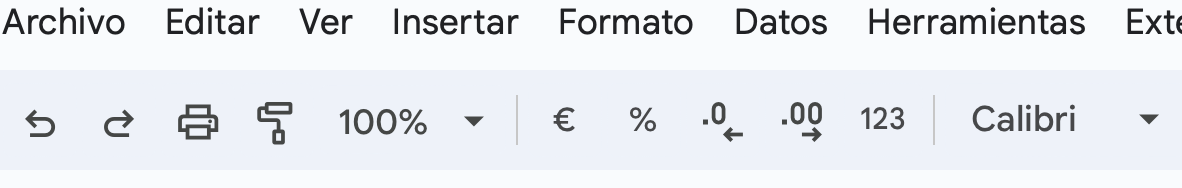 Archivo Editar Ver Insertar Formato Datos Herramientas
100% € % .0 .00 123 Calibri